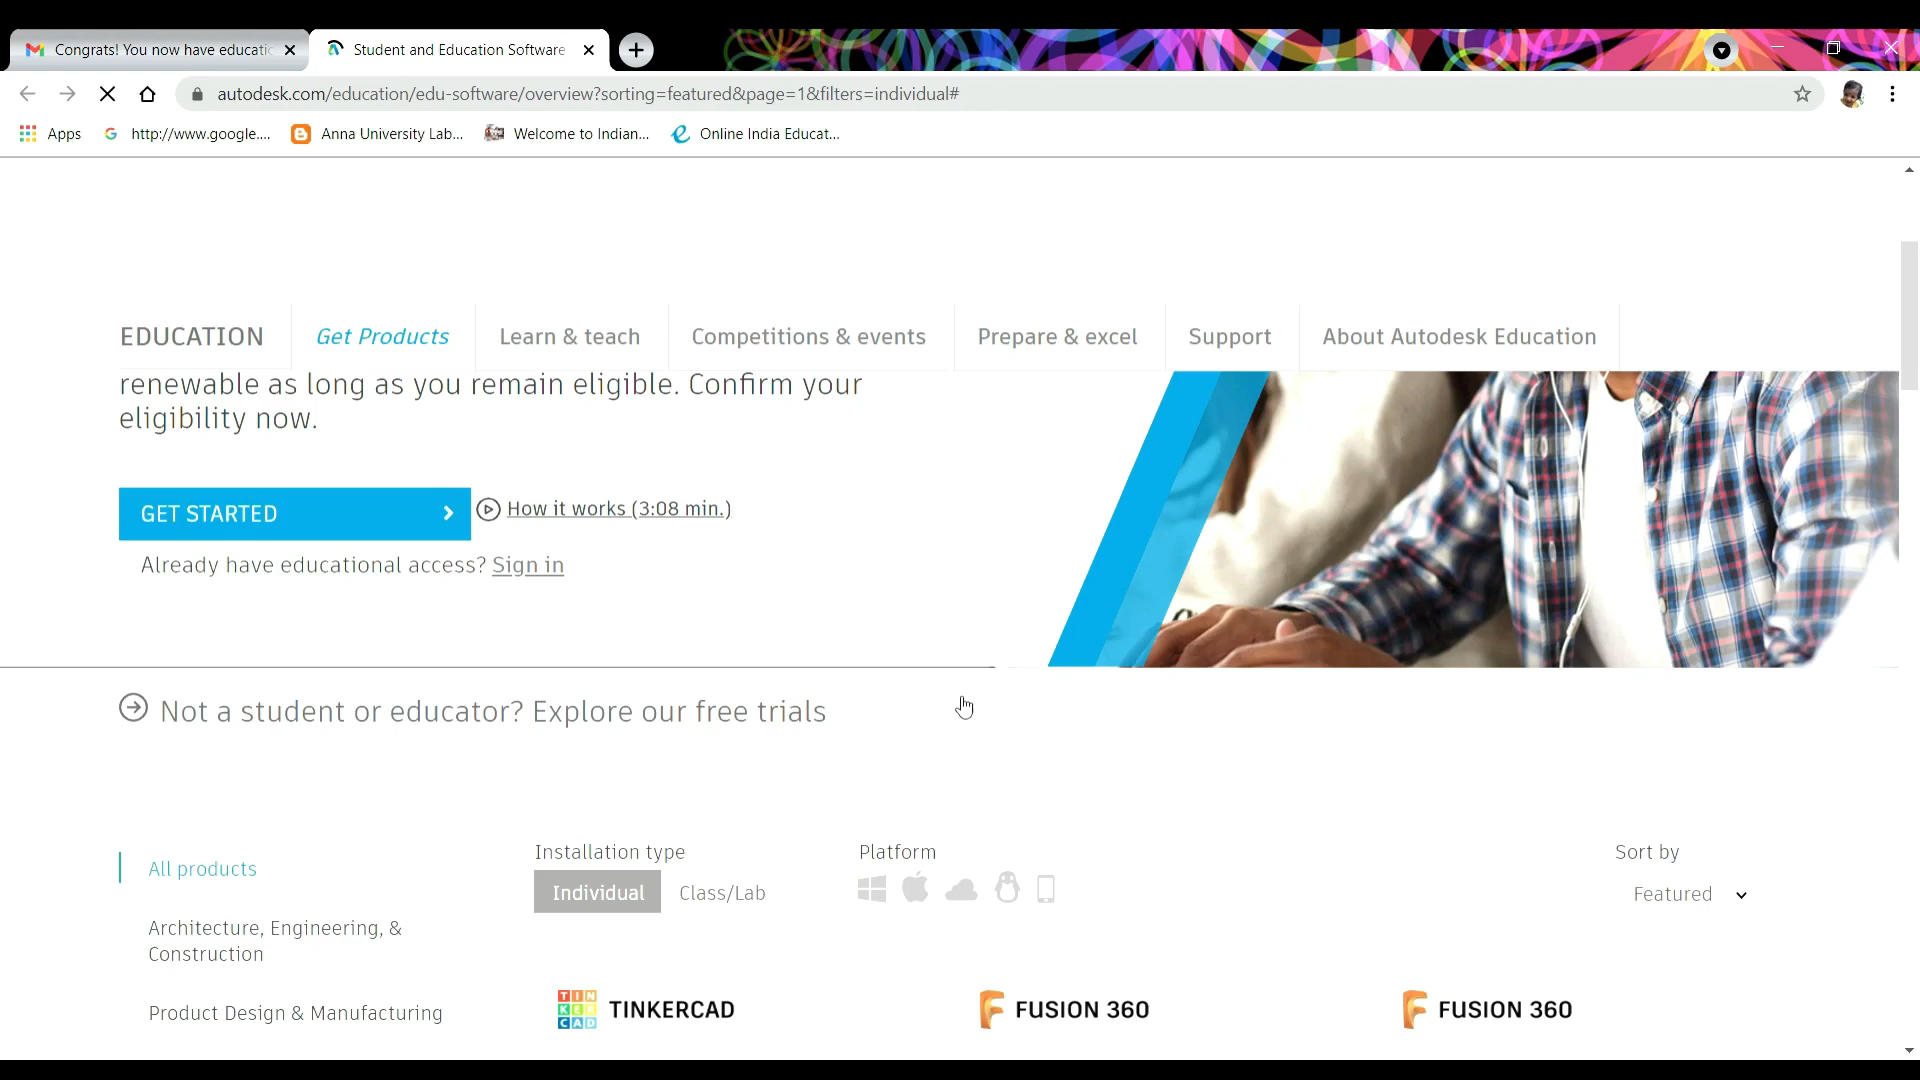 Congrats! You now have educatic
Student and Education Software
autodesk.com/education/edu-software/overview?sorting=featured&page=1&filters=individual#
Apps
http://www.google....
Anna University Lab...
Welcome to Indian...
Online India Educat...
EDUCATION
Get Products
Learn & teach
Competitions & events
Prepare & excel
Support
About Autodesk Education
renewable as long as you remain eligible. Confirm your
eligibility now.
GET STARTED
How it works (3:08 min.)
Already have educational access? Sign in
Not a student or educator? Explore our free trials
All products
Installation type
Platform
Sort by
Individual
Class/Lab
Featured
Architecture, Engineering, &
Construction
Product Design & Manufacturing
TIN
KER
CAD
TINKERCAD
FUSION 360
FUSION 360